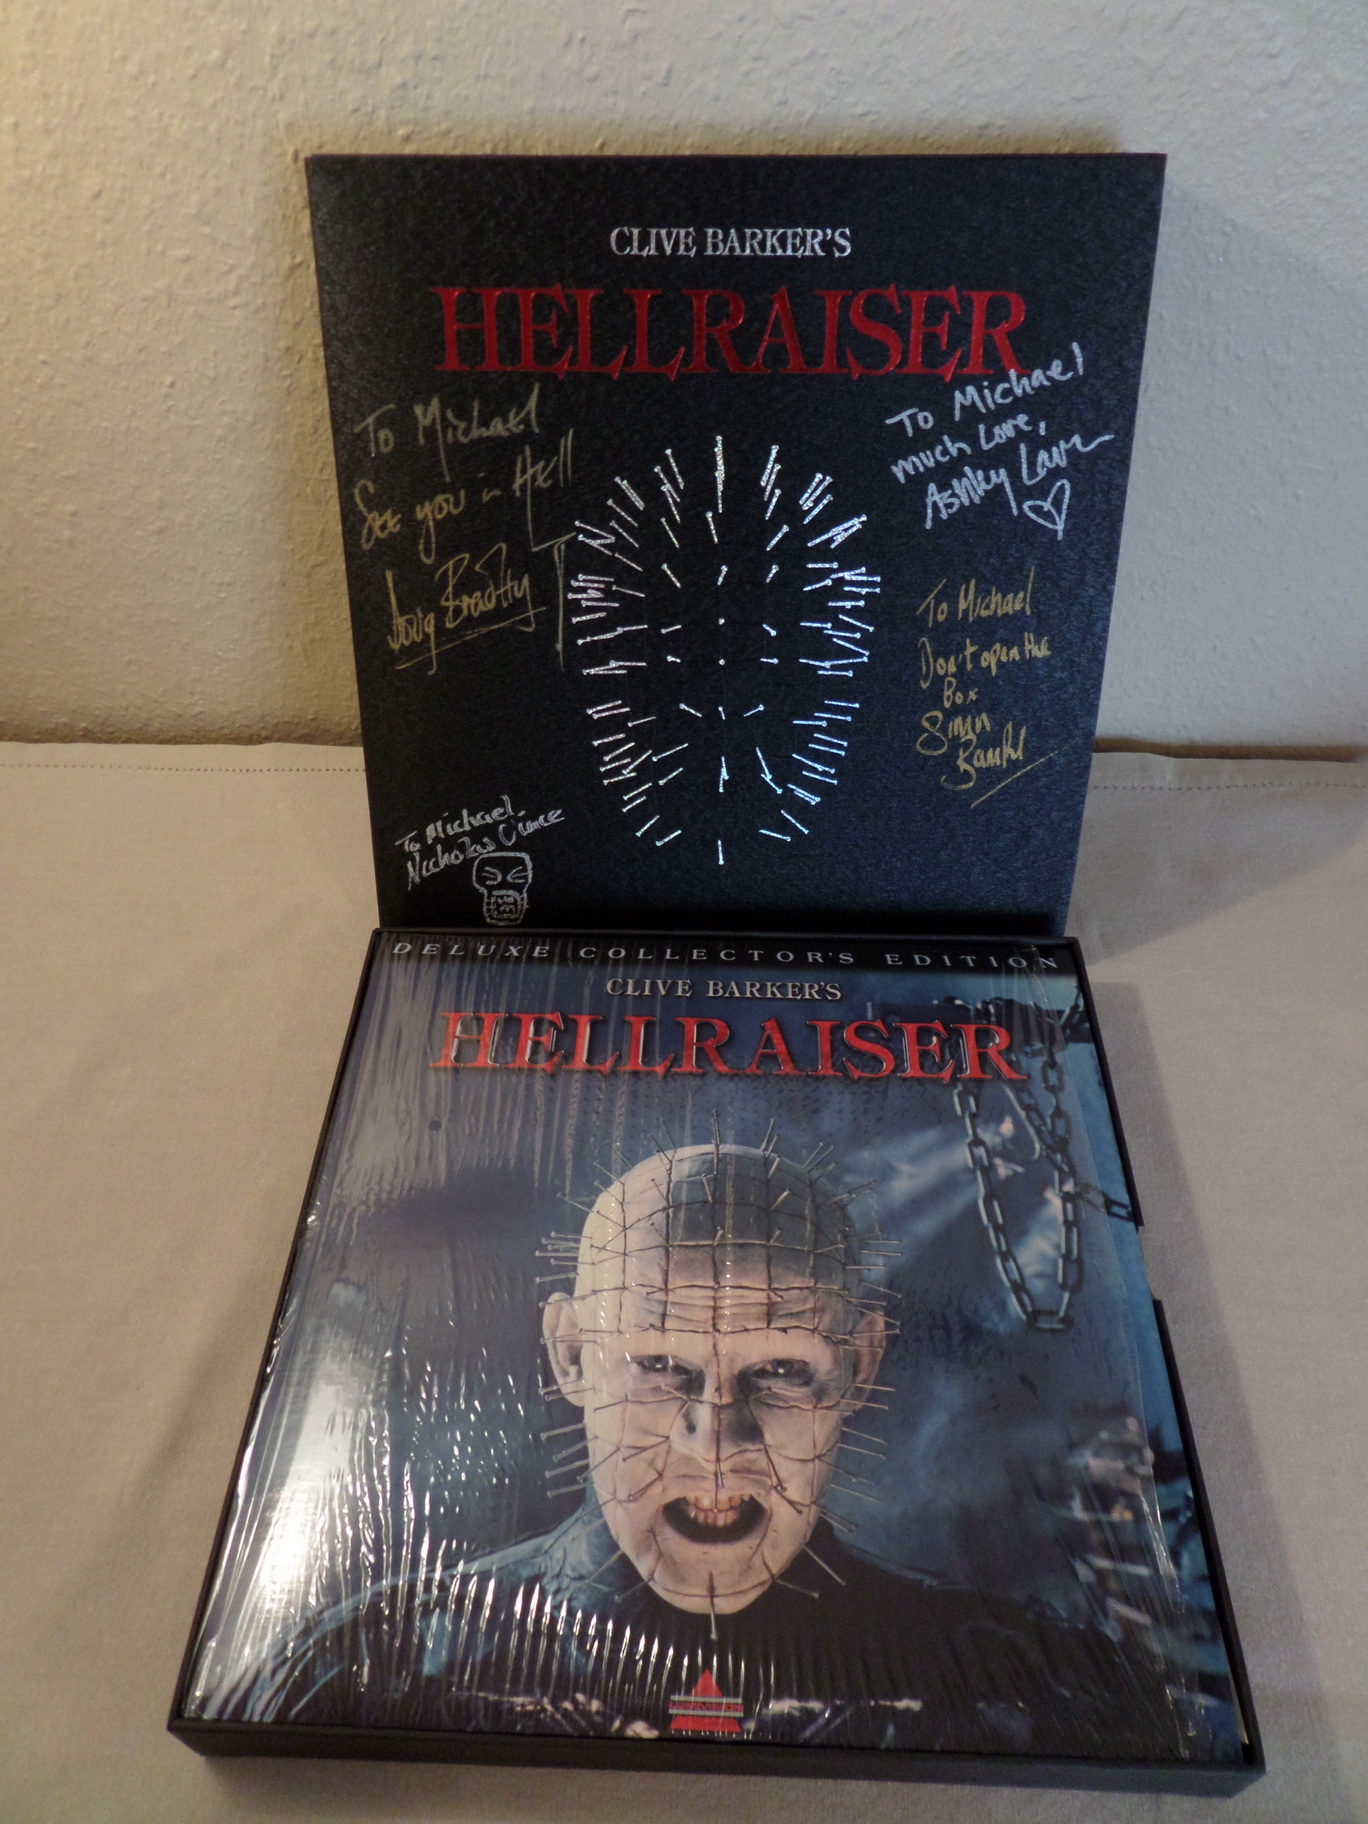 CLIVE BARKER'S
HELLRAISER
To Michael
See you in Hell
Doug Bradley
To Michael
much Love,
Ashley Laurence
To Michael
Don't open the
Box
Simon
Bamford
To Michael.
Nicholas Vince
DELUXE COLLECTOR'S EDITION
CLIVE BARKER'S
HELLRAISER